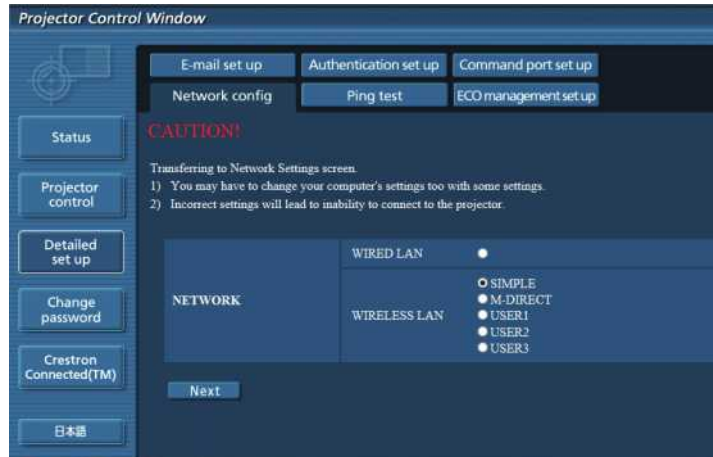 Projector Control Window
E-mail set up
Authentication set up
Command port set up
Network config
Ping test
ECO management set up
Status
Projector
control
Detailed
set up
Change
password
Crestron
Connected(TM)
日本語
CAUTION!
Transferring to Network Settings screen.
1) You may have to change your computer's settings too with some settings.
2) Incorrect settings will lead to inability to connect to the projector.
NETWORK
WIRED LAN
WIRELESS LAN
SIMPLE
M-DIRECT
USER1
USER2
USER3
Next